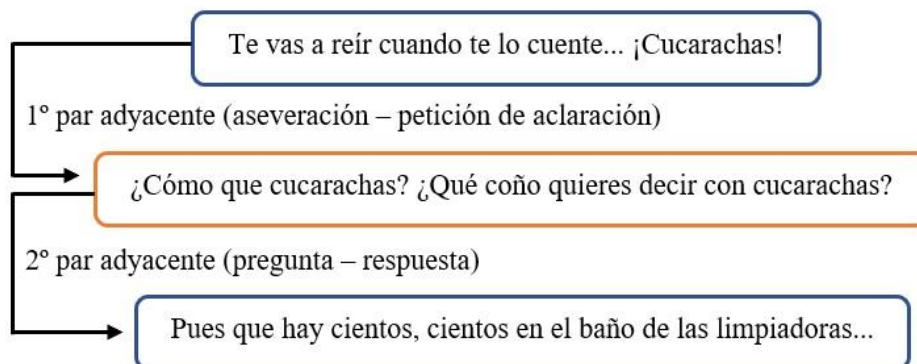 Te vas a reír cuando te lo cuente... ¡Cucarachas!
1º par adyacente (aseveración – petición de aclaración)
¿Cómo que cucarachas? ¿Qué coño quieres decir con cucarachas?
2º par adyacente (pregunta – respuesta)
Pues que hay cientos, cientos en el baño de las limpiadoras...